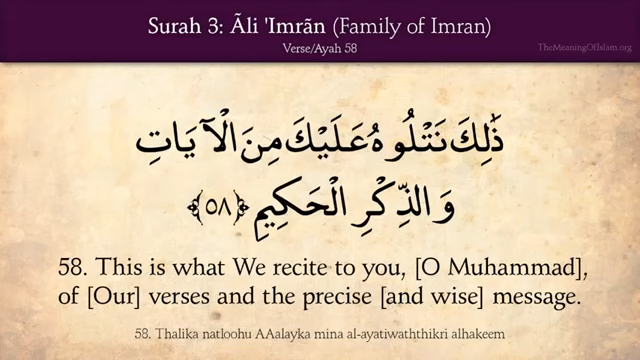 Surah 3: Ãli 'Imrãn (Family of Imran)
Verse/Ayah 58
TheMeaningOfIslam.org
ذَٰلِكَ نَتْلُوهُ عَلَيْكَ مِنَ الْآيَاتِ
وَالذِّكْرِ الْحَكِيمِ ﴿٥٨﴾
58. This is what We recite to you, [O Muhammad],
of [Our] verses and the precise [and wise] message.
58. Thalika natloohu AAalayka mina al-ayatiwaththikri alhakeem